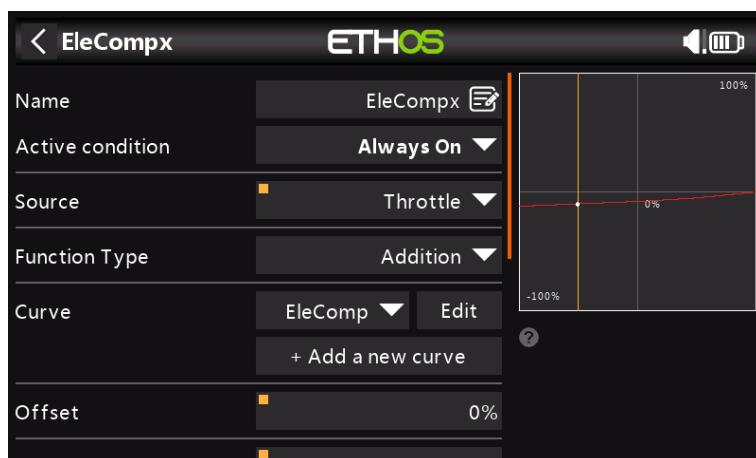 EleCompx
ETHOS
Name
EleCompx
Active condition
Always On
Source
Throttle
Function Type
Addition
Curve
EleComp
Edit
+ Add a new curve
Offset
0%
100%
0%
-100%
?